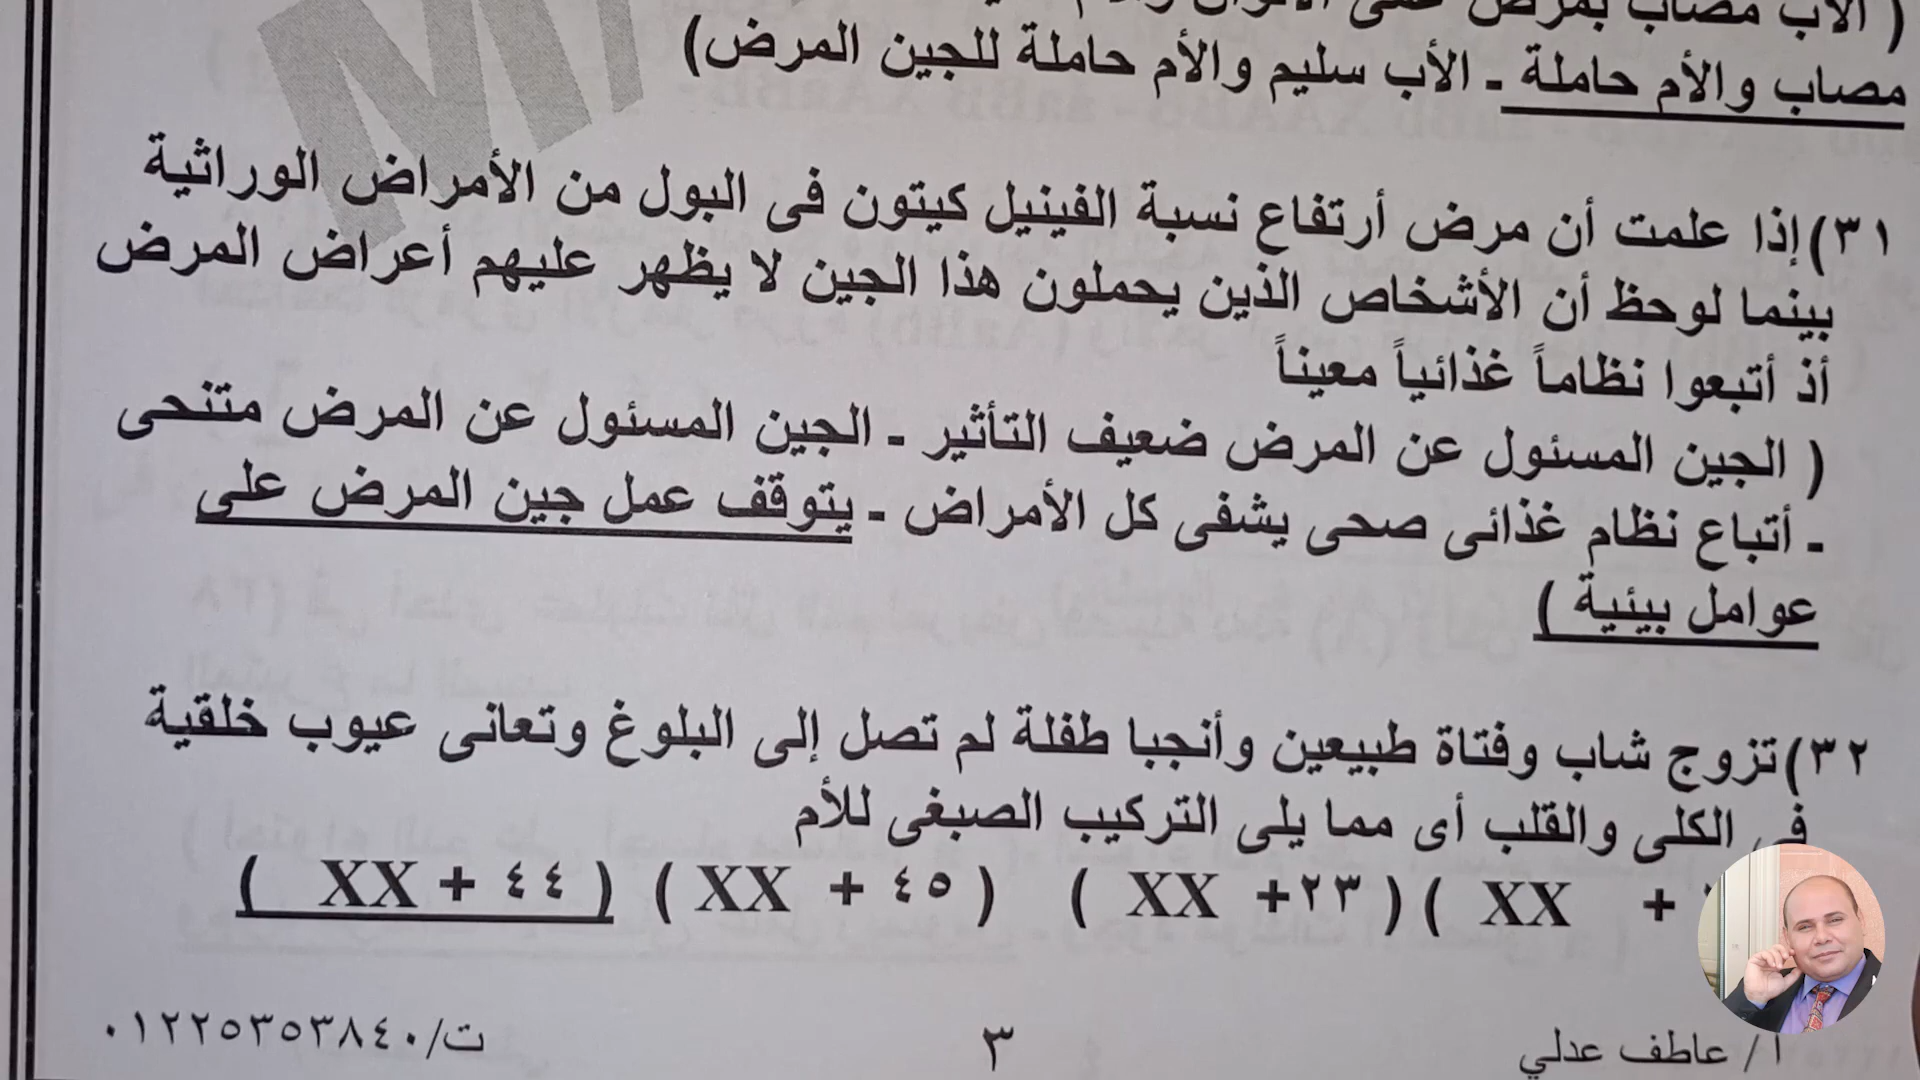 ( الأب مصاب بمرض عمى الألوان
مصاب والأم حاملة - الأب سليم والأم حاملة للجين المرض)
٣١)إذا علمت أن مرض أرتفاع نسبة الفينيل كيتون فى البول من الأمراض الوراثية
بينما لوحظ أن الأشخاص الذين يحملون هذا الجين لا يظهر عليهم أعراض المرض
أذ أتبعوا نظاماً غذائياً معيناً
( الجين المسئول عن المرض ضعيف التأثير - الجين المسئول عن المرض متنحى
- أتباع نظام غذائى صحى يشفى كل الأمراض - يتوقف عمل جين المرض على
عوامل بيئية )
٣٢)تزوج شاب وفتاة طبيعين وأنجبا طفلة لم تصل إلى البلوغ وتعانى عيوب خلقية
فى الكلى والقلب أى مما يلى التركيب الصبغى للأم
+ XX ) ( ٢٣+ XX ) ( ٤٥ + XX ) ( ٤٤ + XX )
أ/ عاطف عدلي ٣ ت/٠١٢٢٥٣٥٣٨٤٠